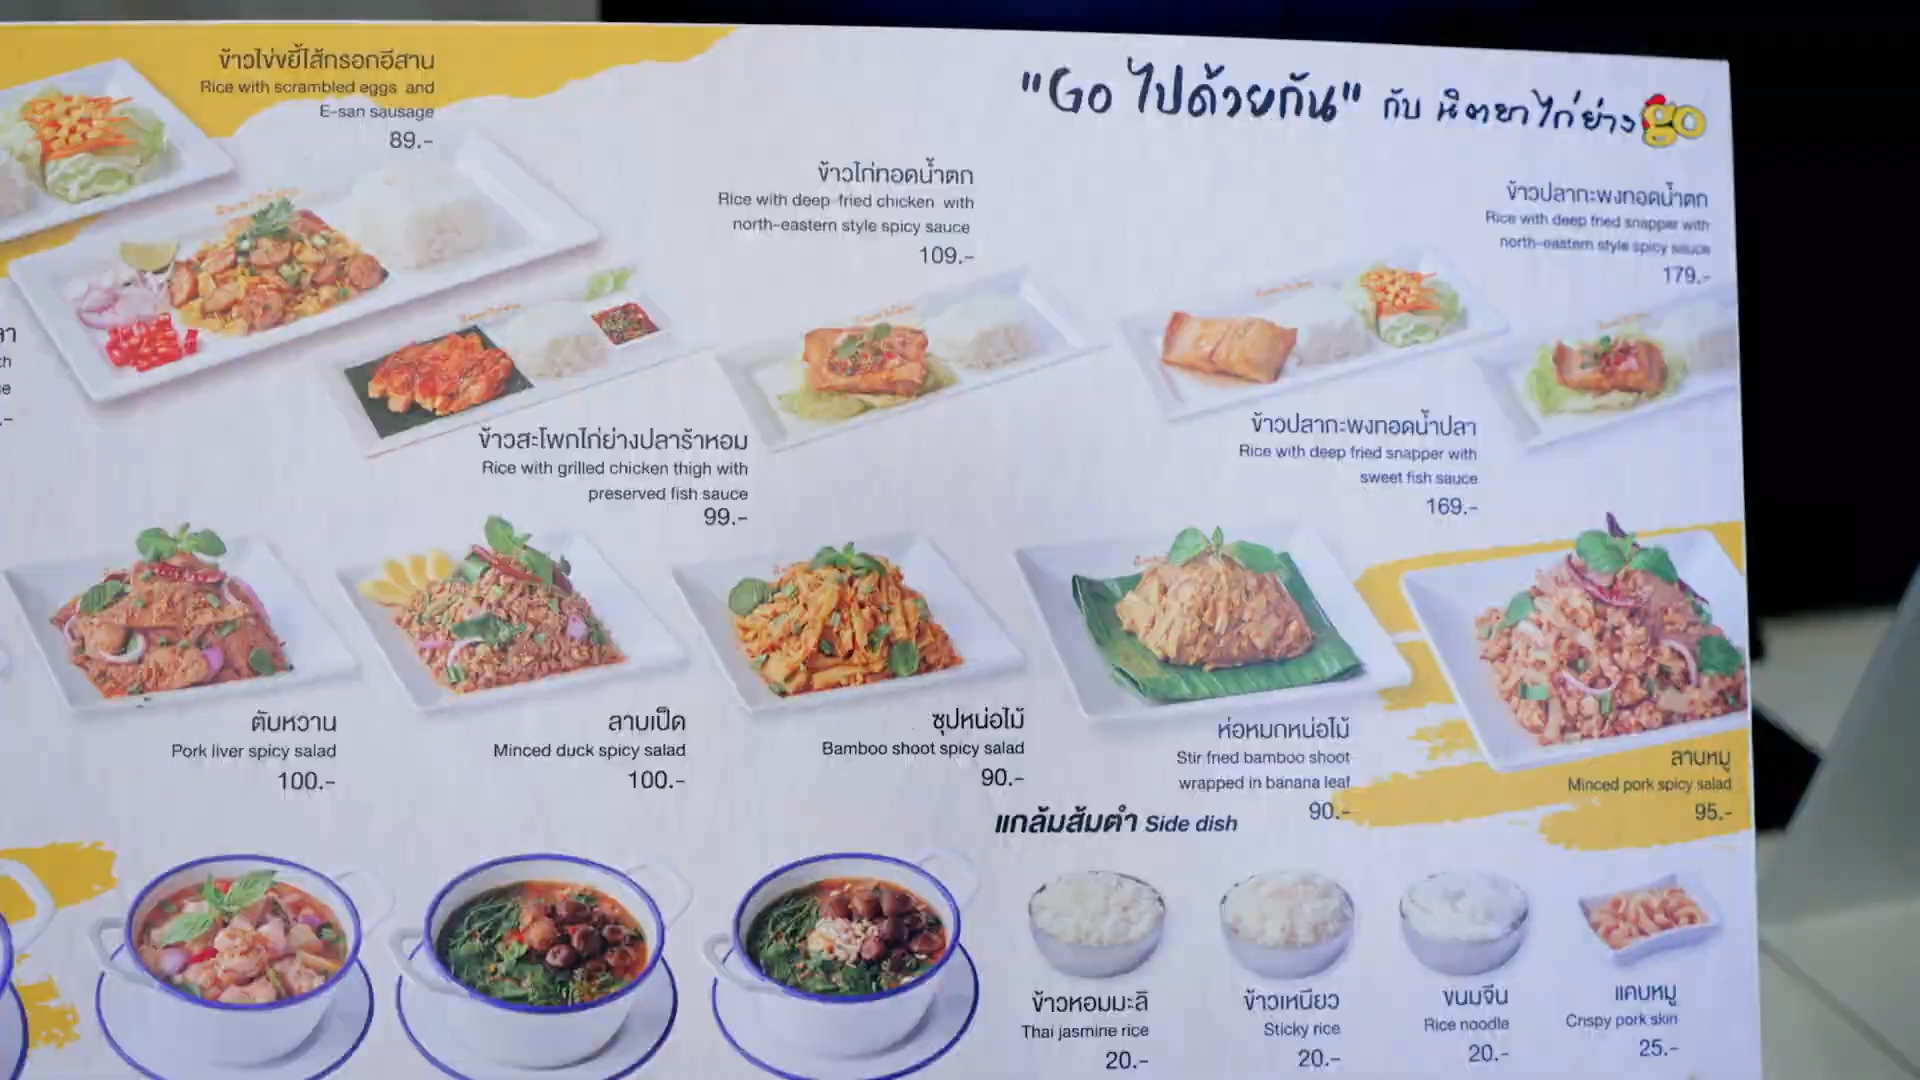 "Go ไปด้วยกัน" กับ นิตยาไก่ย่าง go
ข้าวไข่ขยี้ไส้กรอกอีสาน
Rice with scrambled eggs and
E-san sausage
89.-
ข้าวไก่ทอดน้ำตก
Rice with deep fried chicken with
north-eastern style spicy sauce
109.-
ข้าวปลากะพงทอดน้ำตก
Rice with deep fried snapper with
north-eastern style spicy sauce
179.-
ข้าวสะโพกไก่ย่างปลาร้าหอม
Rice with grilled chicken thigh with
preserved fish sauce
99.-
ข้าวปลากะพงทอดน้ำปลา
Rice with deep fried snapper with
sweet fish sauce
169.-
ตับหวาน
Pork liver spicy salad
100.-
ลาบเป็ด
Minced duck spicy salad
100.-
ซุปหน่อไม้
Bamboo shoot spicy salad
90.-
ห่อหมกหน่อไม้
Stir fried bamboo shoot
wrapped in banana leaf
90.-
ลาบหมู
Minced pork spicy salad
95.-
แกล้มส้มตำ Side dish
ข้าวหอมมะลิ
Thai jasmine rice
20.-
ข้าวเหนียว
Sticky rice
20.-
ขนมจีน
Rice noodle
20.-
แคบหมู
Crispy pork skin
25.-